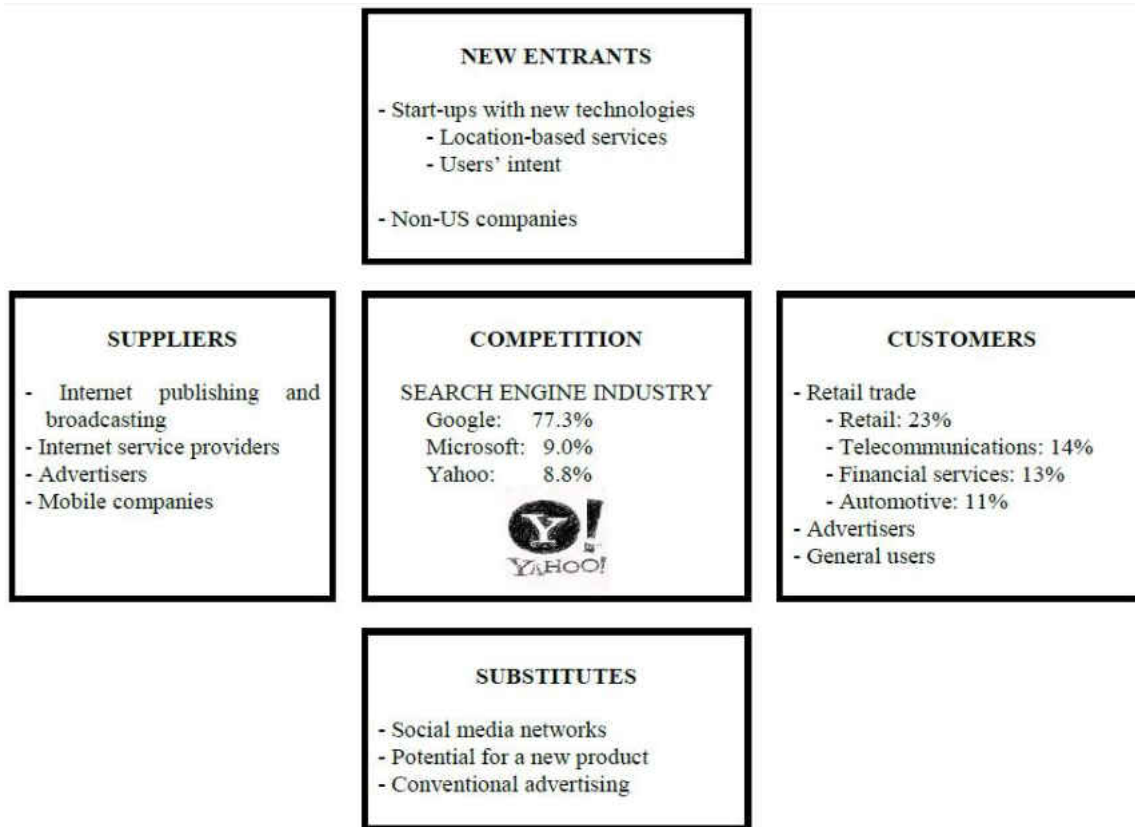 NEW ENTRANTS
- Start-ups with new technologies
- Location-based services
- Users’ intent
- Non-US companies
SUPPLIERS
- Internet publishing and
broadcasting
- Internet service providers
- Advertisers
- Mobile companies
COMPETITION
SEARCH ENGINE INDUSTRY
Google: 77.3%
Microsoft: 9.0%
Yahoo: 8.8%
Y!
YAHOO!
CUSTOMERS
- Retail trade
- Retail: 23%
- Telecommunications: 14%
- Financial services: 13%
- Automotive: 11%
- Advertisers
- General users
SUBSTITUTES
- Social media networks
- Potential for a new product
- Conventional advertising